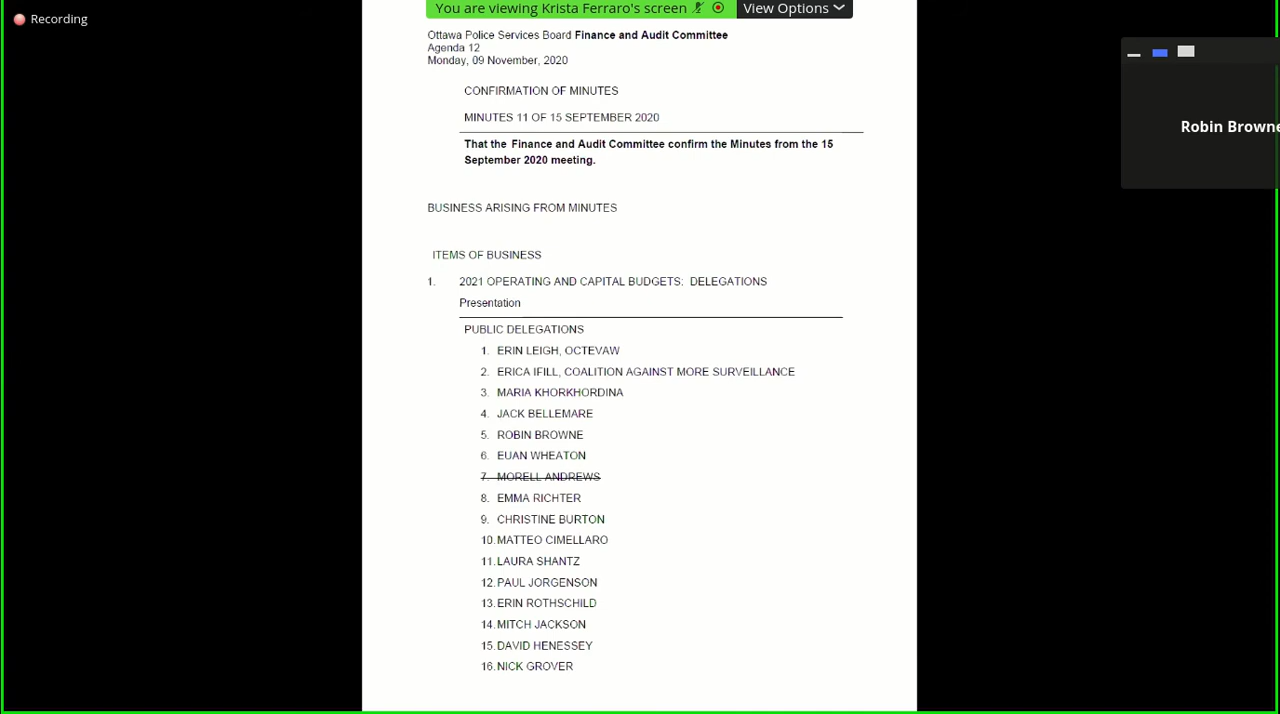 Recording
You are viewing Krista Ferraro's screen
View Options
Ottawa Police Services Board Finance and Audit Committee
Agenda 12
Monday, 09 November, 2020
CONFIRMATION OF MINUTES
MINUTES 11 OF 15 SEPTEMBER 2020
That the Finance and Audit Committee confirm the Minutes from the 15
September 2020 meeting.
BUSINESS ARISING FROM MINUTES
ITEMS OF BUSINESS
1. 2021 OPERATING AND CAPITAL BUDGETS: DELEGATIONS
Presentation
PUBLIC DELEGATIONS
1. ERIN LEIGH, OCTEVAW
2. ERICA IFILL, COALITION AGAINST MORE SURVEILLANCE
3. MARIA KHORKHORDINA
4. JACK BELLEMARE
5. ROBIN BROWNE
6. EUAN WHEATON
7. MORELL ANDREWS
8. EMMA RICHTER
9. CHRISTINE BURTON
10. MATTEO CIMELLARO
11. LAURA SHANTZ
12. PAUL JORGENSON
13. ERIN ROTHSCHILD
14. MITCH JACKSON
15. DAVID HENESSEY
16. NICK GROVER
Robin Browne